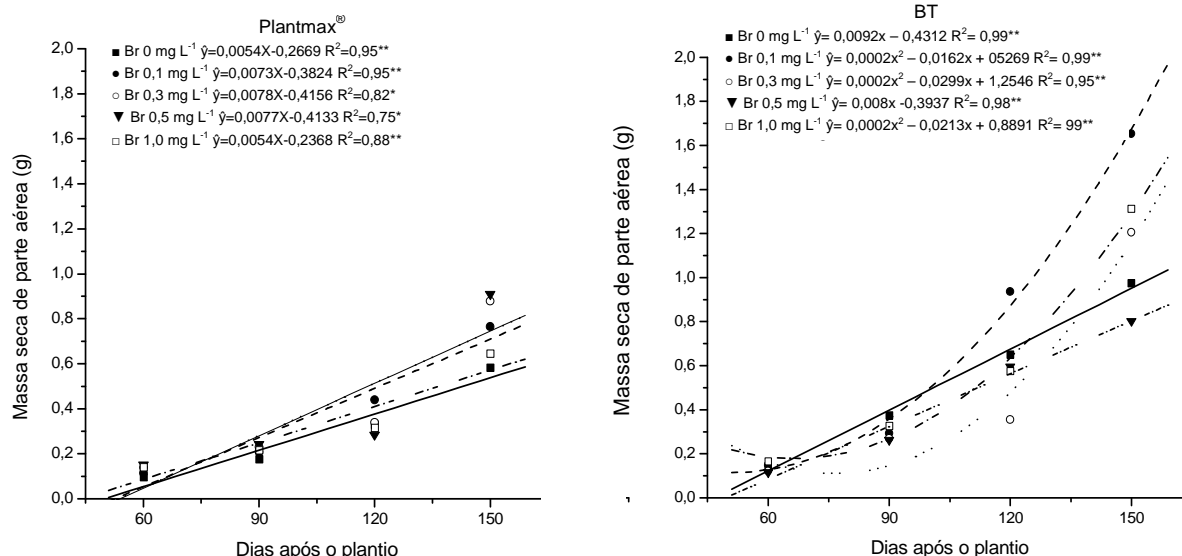 Plantmax®
Br 0 mg L⁻¹ ŷ=0,0054X-0,2669 R²=0,95**
Br 0,1 mg L⁻¹ ŷ=0,0073X-0,3824 R²=0,95**
Br 0,3 mg L⁻¹ ŷ=0,0078X-0,4156 R²=0,82*
Br 0,5 mg L⁻¹ ŷ=0,0077X-0,4133 R²=0,75*
Br 1,0 mg L⁻¹ ŷ=0,0054X-0,2368 R²=0,88**
Massa seca de parte aérea (g)
2,0
1,8
1,6
1,4
1,2
1,0
0,8
0,6
0,4
0,2
0,0
60 90 120 150
Dias após o plantio
BT
Br 0 mg L⁻¹ ŷ= 0,0092x – 0,4312 R²= 0,99**
Br 0,1 mg L⁻¹ ŷ= 0,0002x² – 0,0162x + 05269 R²= 0,99**
Br 0,3 mg L⁻¹ ŷ= 0,0002x² – 0,0299x + 1,2546 R²= 0,95**
Br 0,5 mg L⁻¹ ŷ= 0,008x -0,3937 R²= 0,98**
Br 1,0 mg L⁻¹ ŷ= 0,0002x² – 0,0213x + 0,8891 R²= 99**
Massa seca de parte aérea (g)
2,0
1,8
1,6
1,4
1,2
1,0
0,8
0,6
0,4
0,2
0,0
60 90 120 150
Dias após o plantio